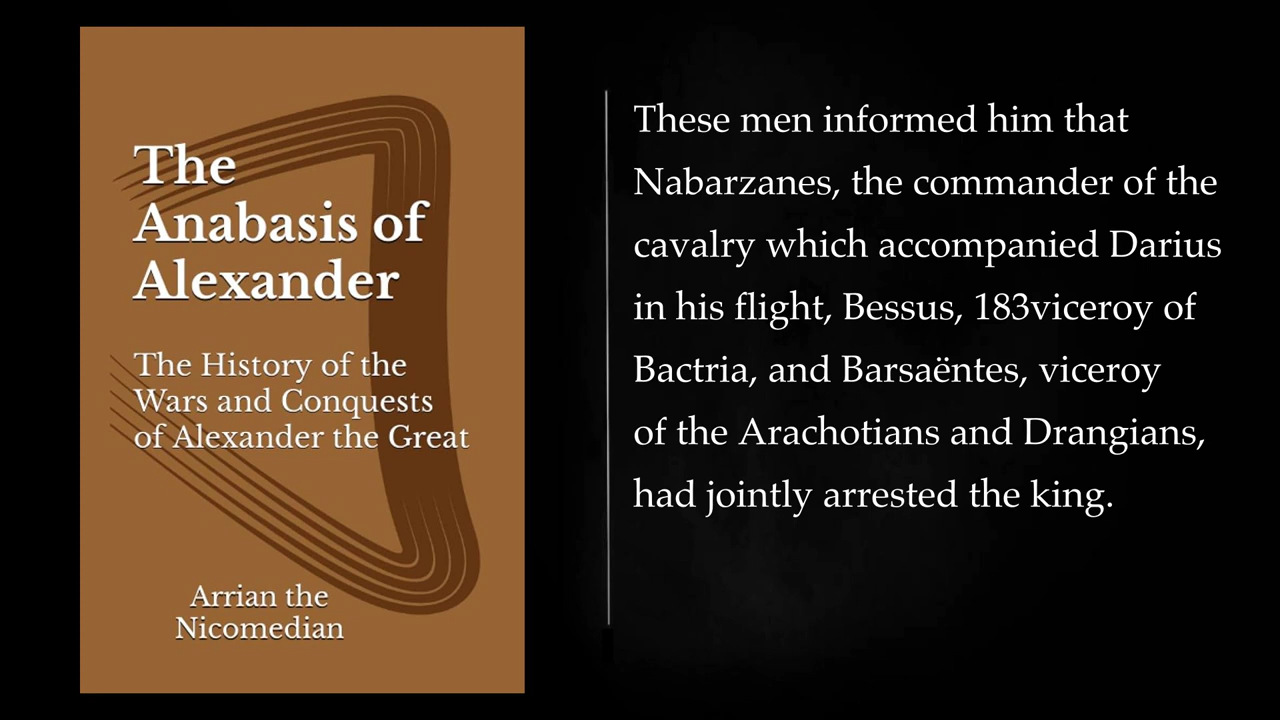 The
Anabasis of
Alexander
The History of the
Wars and Conquests
of Alexander the Great
Arrian the
Nicomedian
These men informed him that
Nabarzanes, the commander of the
cavalry which accompanied Darius
in his flight, Bessus, 183viceroy of
Bactria, and Barsaëntes, viceroy
of the Arachotians and Drangians,
had jointly arrested the king.